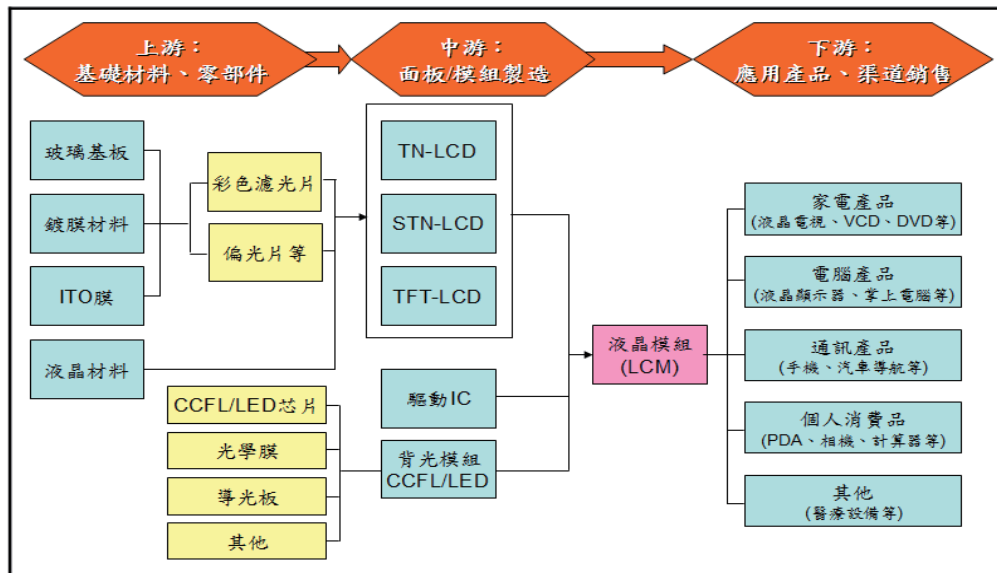 上游：
基礎材料、零部件
中游：
面板/模組製造
下游：
應用產品、渠道銷售
玻璃基板
鍍膜材料
ITO膜
液晶材料
彩色濾光片
偏光片等
CCFL/LED芯片
光學膜
導光板
其他
TN-LCD
STN-LCD
TFT-LCD
驅動IC
背光模組
CCFL/LED
液晶模組
(LCM)
家電產品
(液晶電視、VCD、DVD等)
電腦產品
(液晶顯示器、掌上電腦等)
通訊產品
(手機、汽車導航等)
個人消費品
(PDA、相機、計算器等)
其他
(醫療設備等)